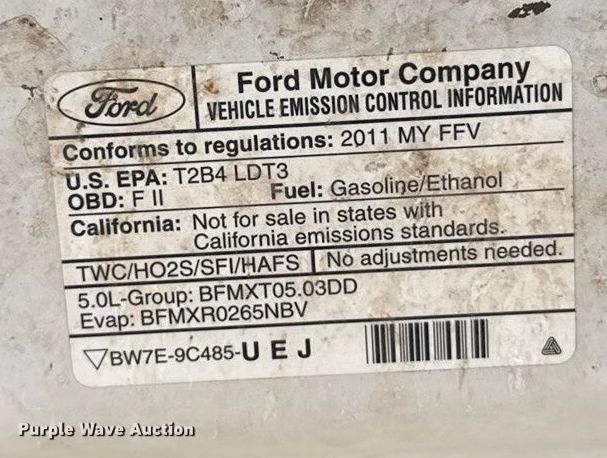 Ford
Ford Motor Company
VEHICLE EMISSION CONTROL INFORMATION
Conforms to regulations: 2011 MY FFV
U.S. EPA: T2B4 LDT3
OBD: F II Fuel: Gasoline/Ethanol
California: Not for sale in states with
California emissions standards.
TWC/HO2S/SFI/HAFS No adjustments needed.
5.0L-Group: BFMXT05.03DD
Evap: BFMXR0265NBV
BW7E-9C485-U E J
Purple Wave Auction